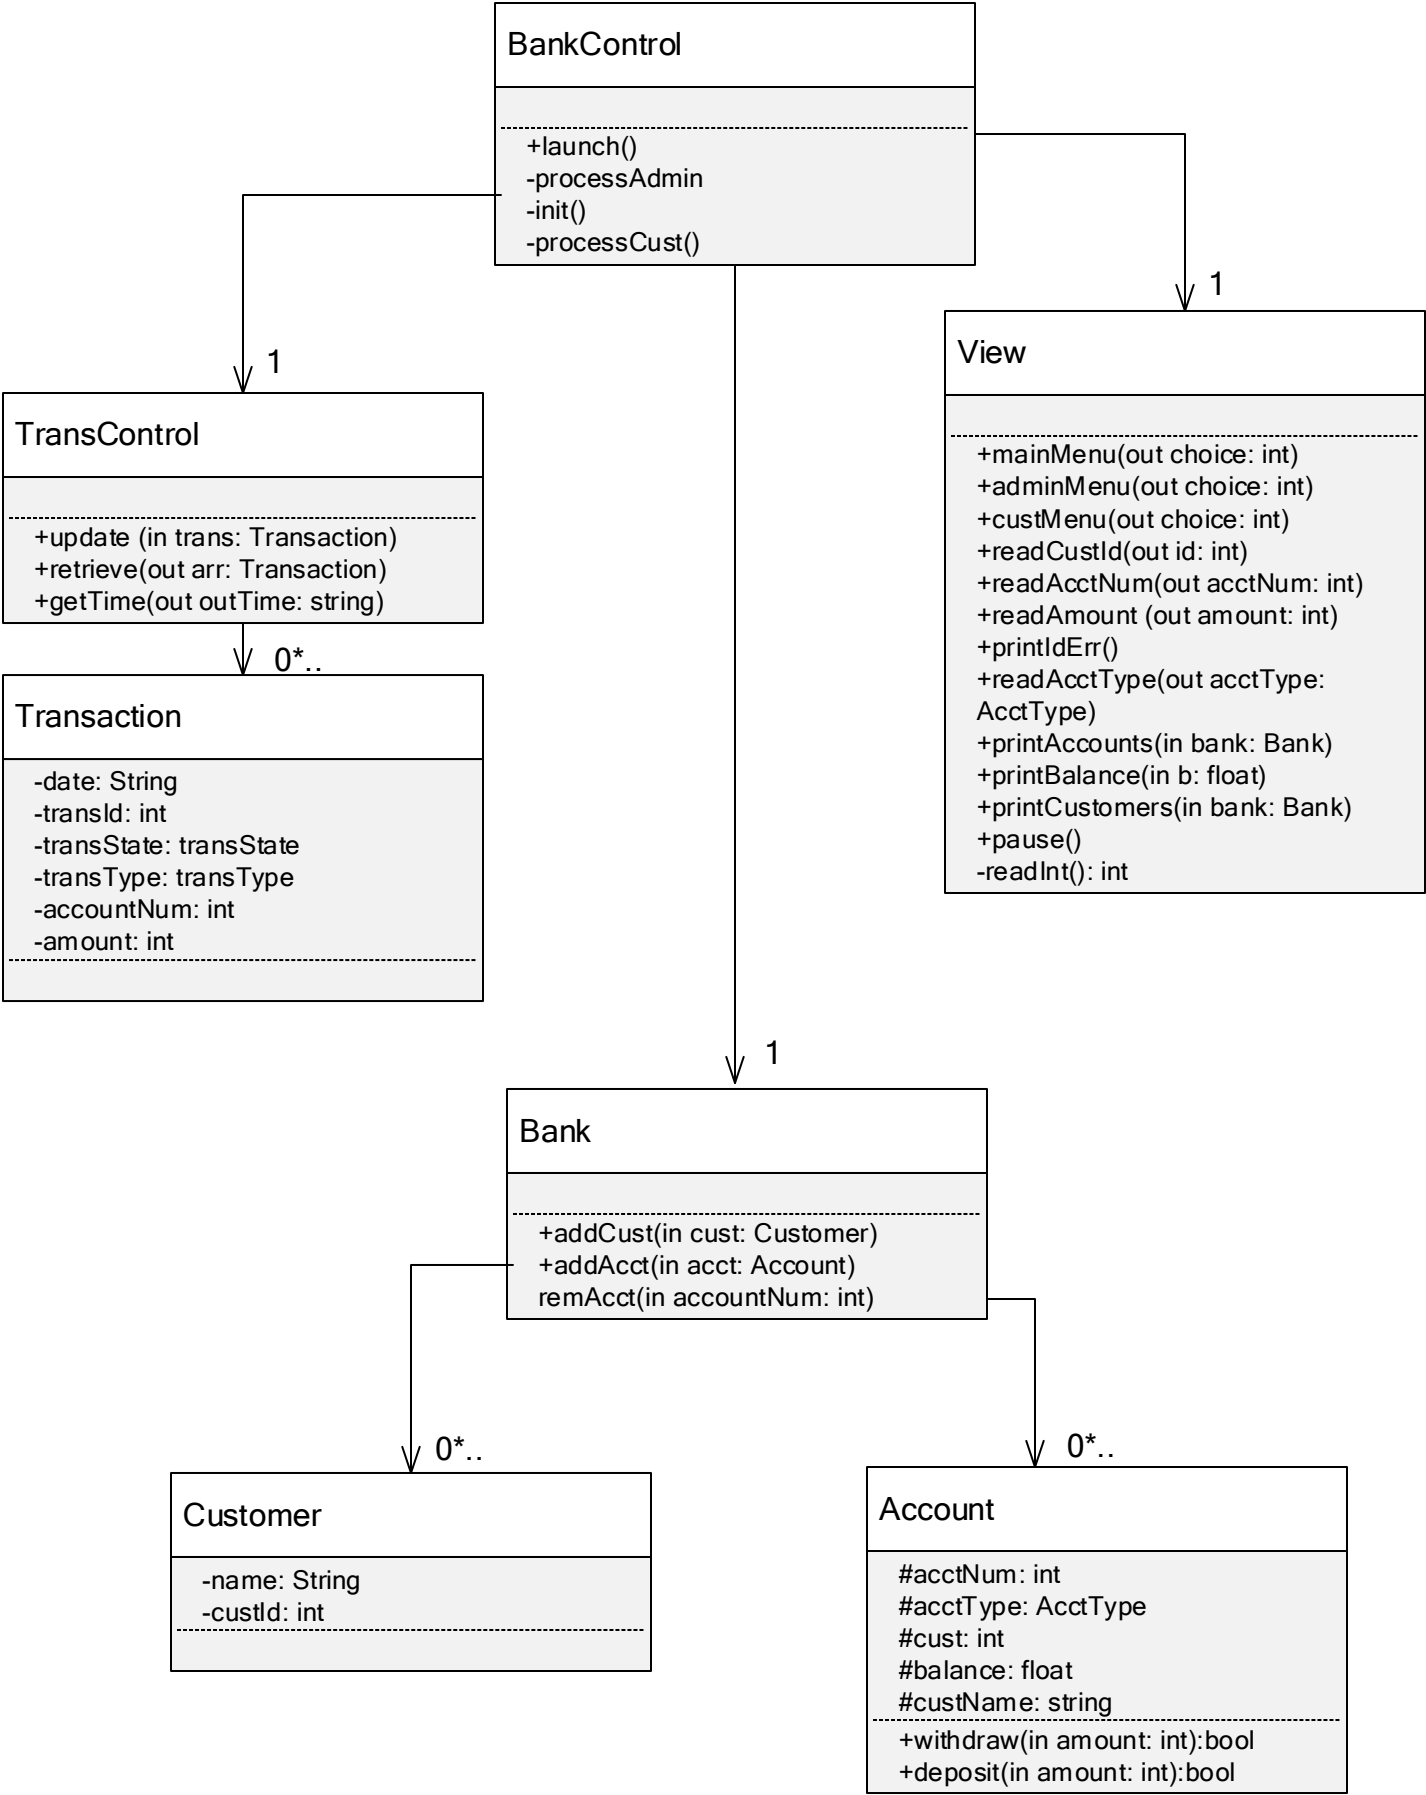 BankControl
+launch()
-processAdmin
-init()
-processCust()
1
View
+mainMenu(out choice: int)
+adminMenu(out choice: int)
+custMenu(out choice: int)
+readCustId(out id: int)
+readAcctNum(out acctNum: int)
+readAmount (out amount: int)
+printIdErr()
+readAcctType(out acctType:
AcctType)
+printAccounts(in bank: Bank)
+printBalance(in b: float)
+printCustomers(in bank: Bank)
+pause()
-readInt(): int
1
TransControl
+update (in trans: Transaction)
+retrieve(out arr: Transaction)
+getTime(out outTime: string)
0*..
Transaction
-date: String
-transId: int
-transState: transState
-transType: transType
-accountNum: int
-amount: int
1
Bank
+addCust(in cust: Customer)
+addAcct(in acct: Account)
remAcct(in accountNum: int)
0*..
Customer
-name: String
-custId: int
0*..
Account
#acctNum: int
#acctType: AcctType
#cust: int
#balance: float
#custName: string
+withdraw(in amount: int):bool
+deposit(in amount: int):bool